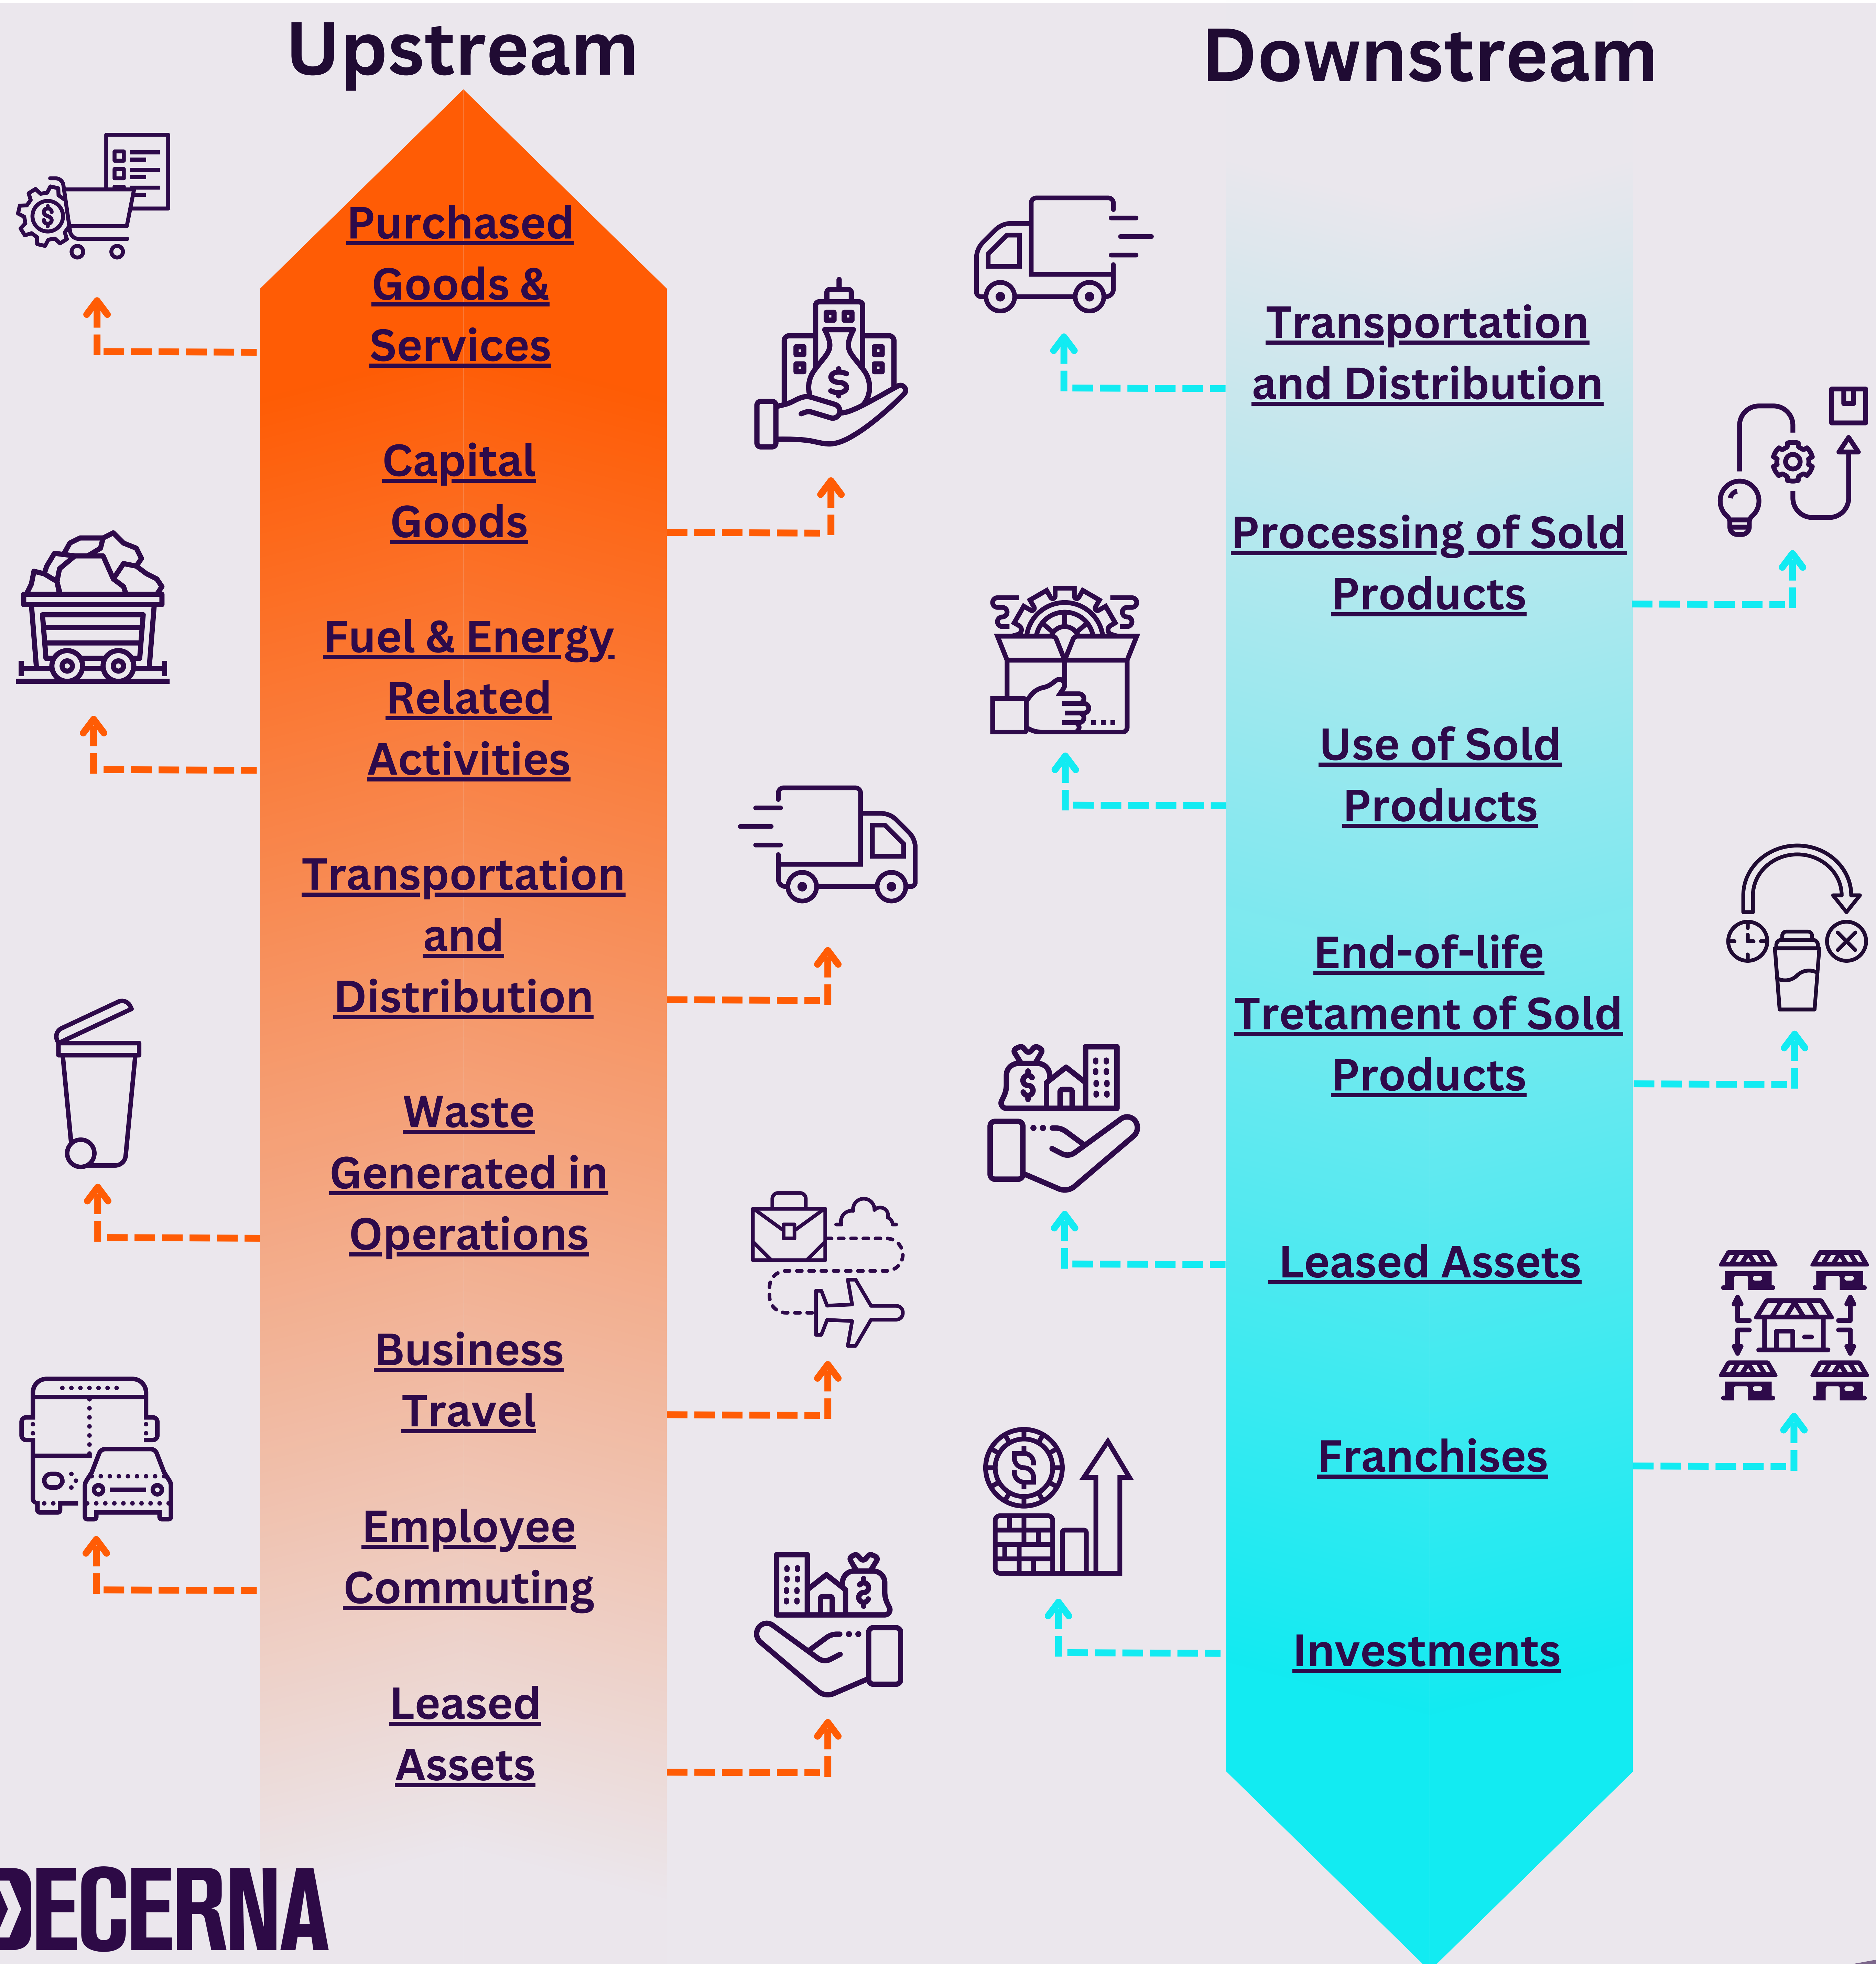 Upstream
Purchased
Goods &
Services
Capital
Goods
Fuel & Energy
Related
Activities
Transportation
and
Distribution
Waste
Generated in
Operations
Business
Travel
Employee
Commuting
Leased
Assets
DECERNA
Downstream
Transportation
and Distribution
Processing of Sold
Products
Use of Sold
Products
End-of-life
Tretament of Sold
Products
Leased Assets
Franchises
Investments